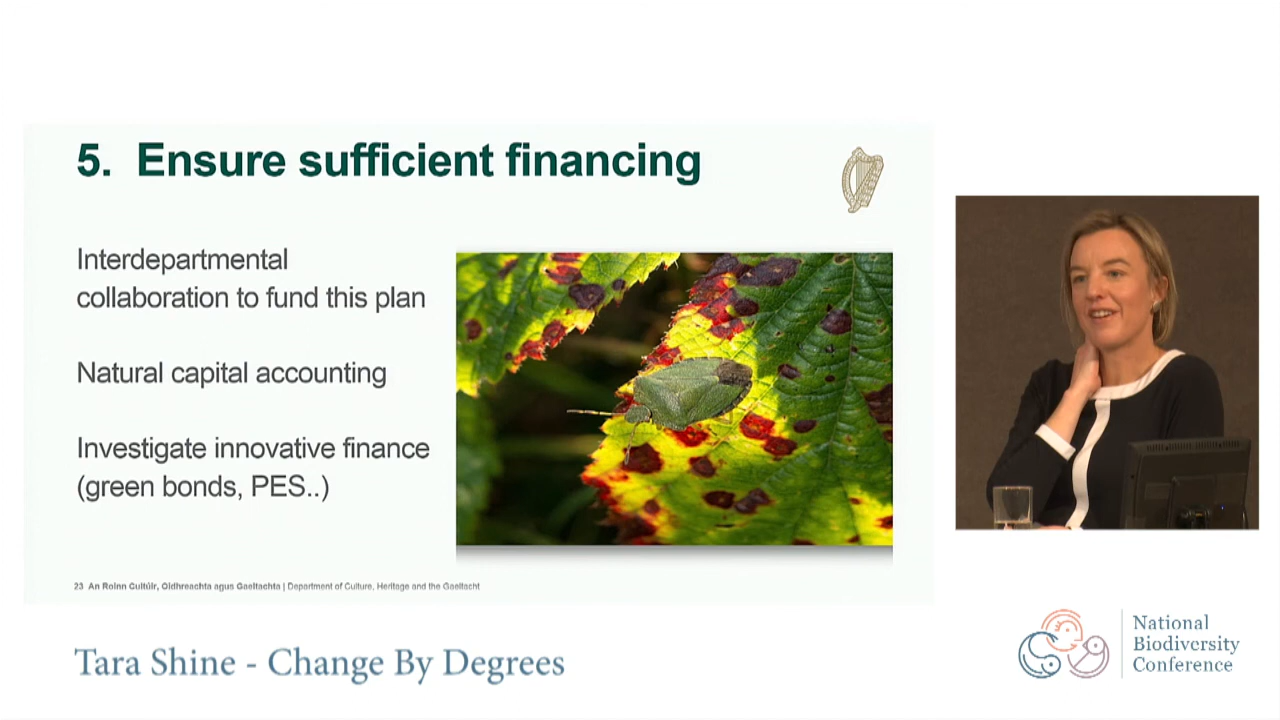 5. Ensure sufficient financing
Interdepartmental
collaboration to fund this plan
Natural capital accounting
Investigate innovative finance
(green bonds, PES..)
23 An Roinn Cultúir, Oidhreachta agus Gaeltachta | Department of Culture, Heritage and the Gaeltacht
Tara Shine - Change By Degrees
National
Biodiversity
Conference